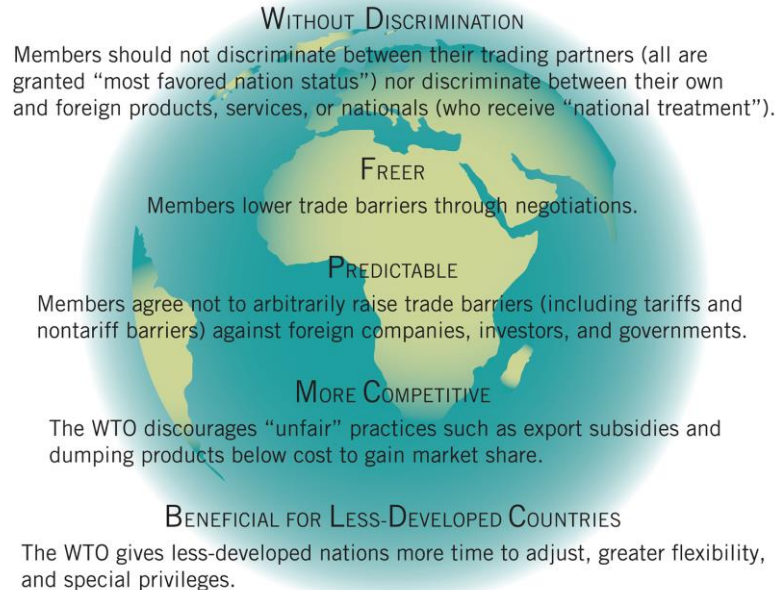 WITHOUT DISCRIMINATION
Members should not discriminate between their trading partners (all are
granted “most favored nation status”) nor discriminate between their own
and foreign products, services, or nationals (who receive “national treatment”).
FREER
Members lower trade barriers through negotiations.
PREDICTABLE
Members agree not to arbitrarily raise trade barriers (including tariffs and
nontariff barriers) against foreign companies, investors, and governments.
MORE COMPETITIVE
The WTO discourages “unfair” practices such as export subsidies and
dumping products below cost to gain market share.
BENEFICIAL FOR LESS-DEVELOPED COUNTRIES
The WTO gives less-developed nations more time to adjust, greater flexibility,
and special privileges.